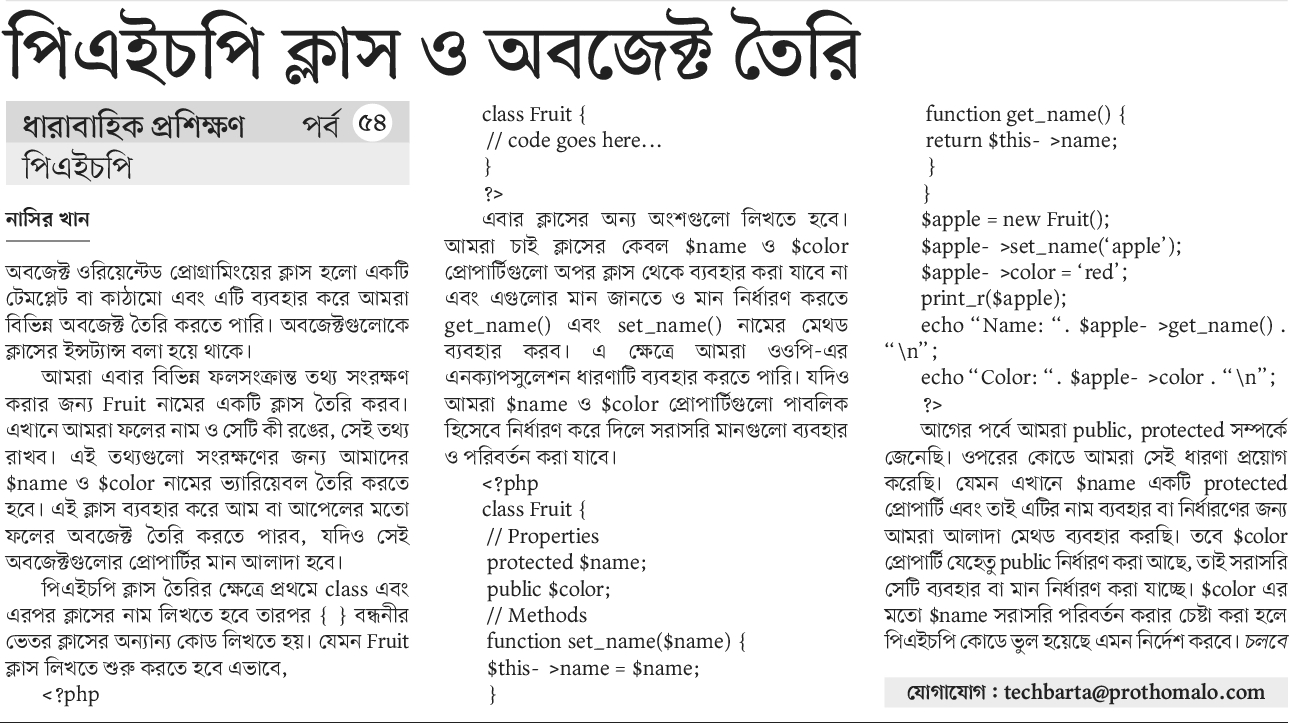 পিএইচপি ক্লাস ও অবজেক্ট তৈরি
ধারাবাহিক প্রশিক্ষণ পর্ব ৫৪
পিএইচপি
নাসির খান
অবজেক্ট ওরিয়েন্টেড প্রোগ্রামিংয়ের ক্লাস হলো একটি
টেমপ্লেট বা কাঠামো এবং এটি ব্যবহার করে আমরা
বিভিন্ন অবজেক্ট তৈরি করতে পারি। অবজেক্টগুলোকে
ক্লাসের ইন্সট্যান্স বলা হয়ে থাকে।
আমরা এবার বিভিন্ন ফলসংক্রান্ত তথ্য সংরক্ষণ
করার জন্য Fruit নামের একটি ক্লাস তৈরি করব।
এখানে আমরা ফলের নাম ও সেটি কী রঙের, সেই তথ্য
রাখব। এই তথ্যগুলো সংরক্ষণের জন্য আমাদের
$name ও $color নামের ভ্যারিয়েবল তৈরি করতে
হবে। এই ক্লাস ব্যবহার করে আম বা আপেলের মতো
ফলের অবজেক্ট তৈরি করতে পারব, যদিও সেই
অবজেক্টগুলোর প্রোপার্টির মান আলাদা হবে।
পিএইচপি ক্লাস তৈরির ক্ষেত্রে প্রথমে class এবং
এরপর ক্লাসের নাম লিখতে হবে তারপর { } বন্ধনীর
ভেতর ক্লাসের অন্যান্য কোড লিখতে হয়। যেমন Fruit
ক্লাস লিখতে শুরু করতে হবে এভাবে,
<?php
class Fruit {
// code goes here...
}
?>
এবার ক্লাসের অন্য অংশগুলো লিখতে হবে।
আমরা চাই ক্লাসের কেবল $name ও $color
প্রোপার্টিগুলো অপর ক্লাস থেকে ব্যবহার করা যাবে না
এবং এগুলোর মান জানতে ও মান নির্ধারণ করতে
get_name() এবং set_name() নামের মেথড
ব্যবহার করব। এ ক্ষেত্রে আমরা ওওপি-এর
এনক্যাপসুলেশন ধারণাটি ব্যবহার করতে পারি। যদিও
আমরা $name ও $color প্রোপার্টিগুলো পাবলিক
হিসেবে নির্ধারণ করে দিলে সরাসরি মানগুলো ব্যবহার
ও পরিবর্তন করা যাবে।
<?php
class Fruit {
// Properties
protected $name;
public $color;
// Methods
function set_name($name) {
$this- >name = $name;
}
function get_name() {
return $this- >name;
}
}
$apple = new Fruit();
$apple- >set_name(‘apple’);
$apple- >color = ‘red’;
print_r($apple);
echo “Name: “. $apple- >get_name() .
“\n”;
echo “Color: “. $apple- >color . “\n”;
?>
আগের পর্বে আমরা public, protected সম্পর্কে
জেনেছি। ওপরের কোডে আমরা সেই ধারণা প্রয়োগ
করেছি। যেমন এখানে $name একটি protected
প্রোপার্টি এবং তাই এটির নাম ব্যবহার বা নির্ধারণের জন্য
আমরা আলাদা মেথড ব্যবহার করছি। তবে $color
প্রোপার্টি যেহেতু public নির্ধারণ করা আছে, তাই সরাসরি
সেটি ব্যবহার বা মান নির্ধারণ করা যাচ্ছে। $color এর
মতো $name সরাসরি পরিবর্তন করার চেষ্টা করা হলে
পিএইচপি কোডে ভুল হয়েছে এমন নির্দেশ করবে। চলবে
যোগাযোগ : techbarta@prothomalo.com